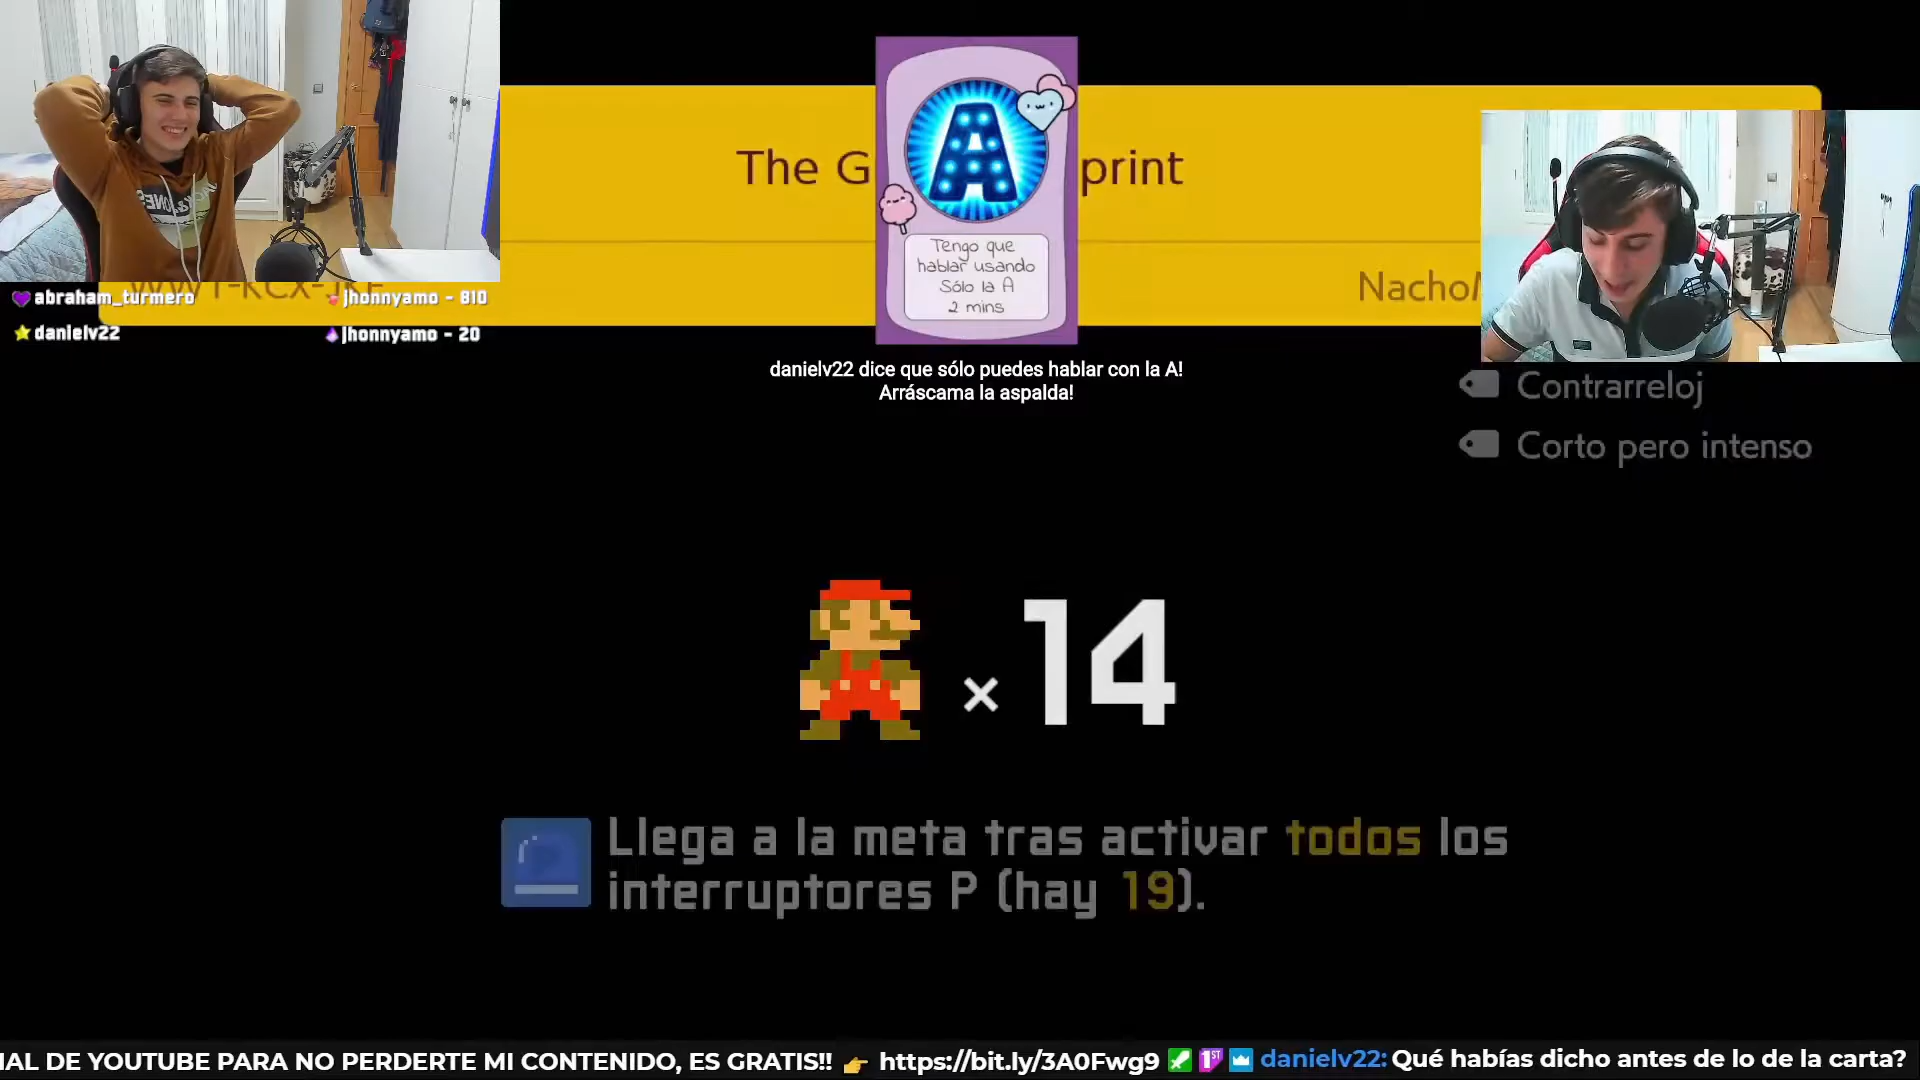 The G
print
A
Tengo que
hablar usando
Sólo la A
2 mins
NachoM
abraham_turmero
jhonnyamo - 810
danielv22
jhonnyamo - 20
danielv22 dice que sólo puedes hablar con la A!
Arráscama la aspalda!
Contrarreloj
Corto pero intenso
× 14
Llega a la meta tras activar todos los
interruptores P (hay 19).
NAL DE YOUTUBE PARA NO PERDERTE MI CONTENIDO, ES GRATIS!! 👉 https://bit.ly/3A0Fwg9 1ST danielv22: Qué habías dicho antes de lo de la carta?